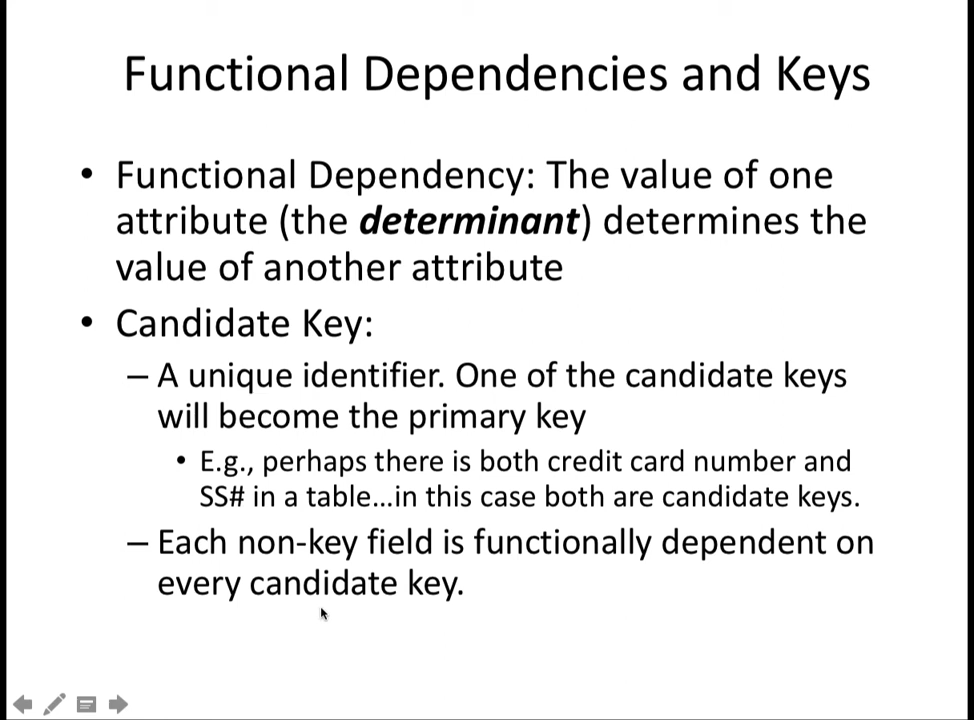 Functional Dependencies and Keys
• Functional Dependency: The value of one
attribute (the determinant) determines the
value of another attribute
• Candidate Key:
– A unique identifier. One of the candidate keys
will become the primary key
• E.g., perhaps there is both credit card number and
SS# in a table…in this case both are candidate keys.
– Each non-key field is functionally dependent on
every candidate key.